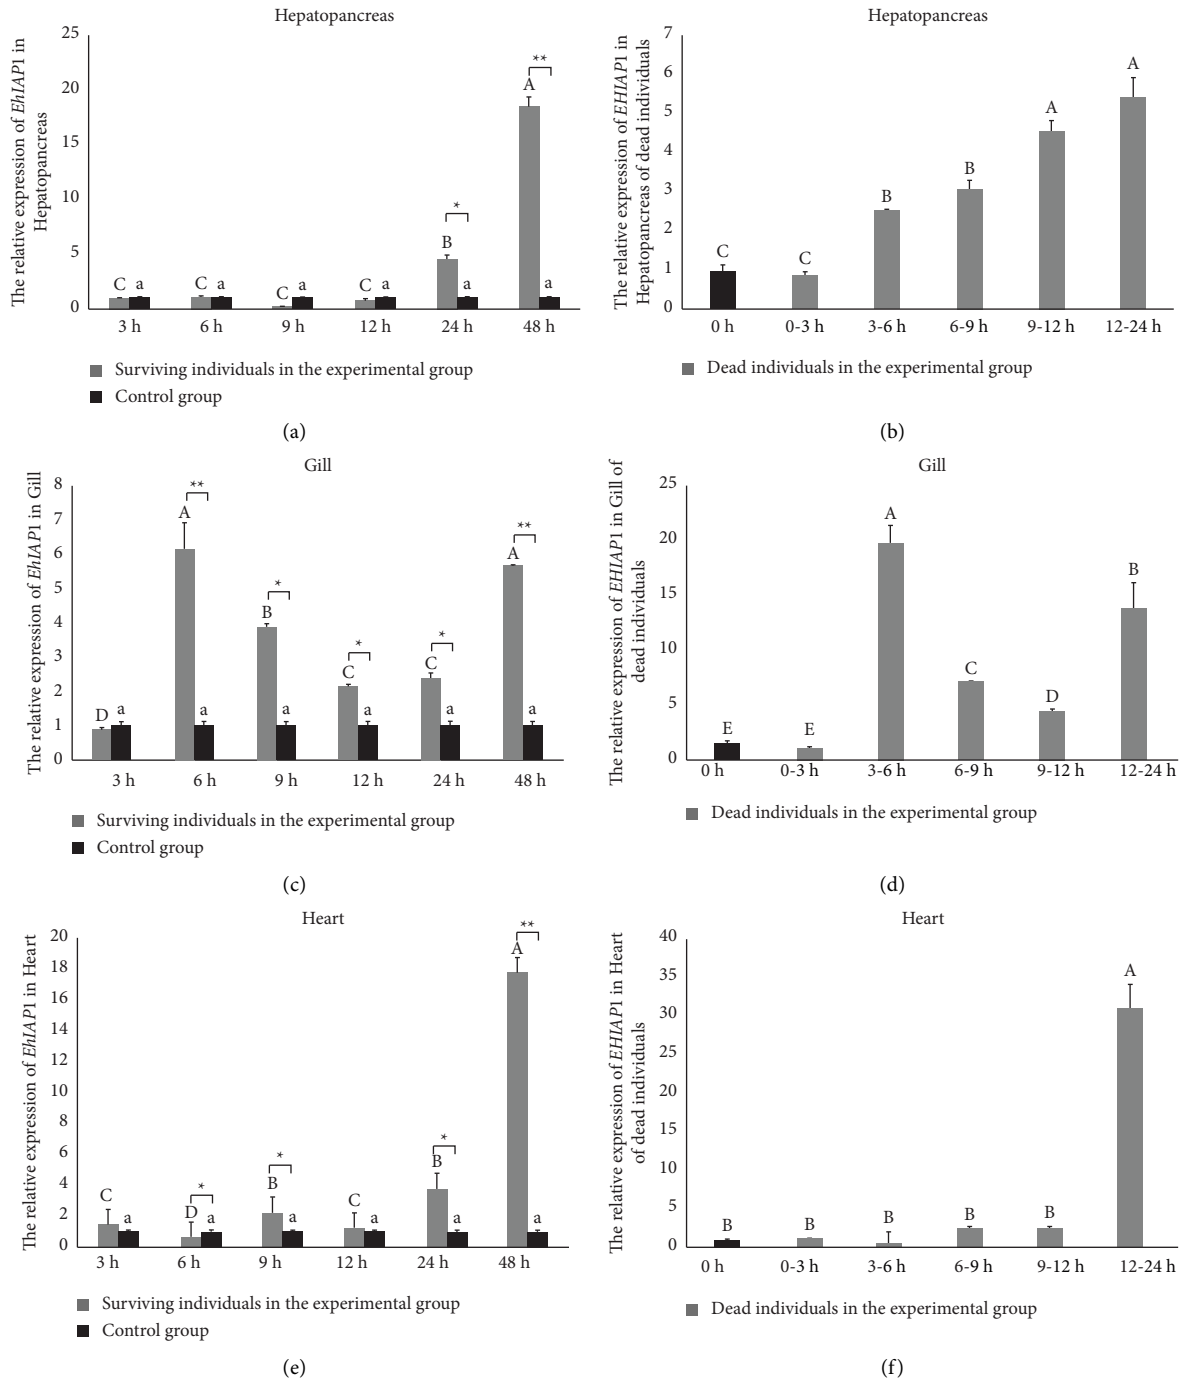 Hepatopancreas
The relative expression of EhIAP1 in
Hepatopancreas
25
20
15
10
5
0
C a C a C a C a B a A a
* **
3 h 6 h 9 h 12 h 24 h 48 h
Surviving individuals in the experimental group
Control group
(a)
Hepatopancreas
The relative expression of EHIAP1 in
Hepatopancreas of dead individuals
7
6
5
4
3
2
1
0
C C B B A A
0 h 0-3 h 3-6 h 6-9 h 9-12 h 12-24 h
Dead individuals in the experimental group
(b)
Gill
The relative expression of EhIAP1 in Gill
8
7
6
5
4
3
2
1
0
D a A a B a C a C a A a
** * * * **
3 h 6 h 9 h 12 h 24 h 48 h
Surviving individuals in the experimental group
Control group
(c)
Gill
The relative expression of EHIAP1 in Gill of
dead individuals
25
20
15
10
5
0
E E A C D B
0 h 0-3 h 3-6 h 6-9 h 9-12 h 12-24 h
Dead individuals in the experimental group
(d)
Heart
The relative expression of EhIAP1 in Heart
20
18
16
14
12
10
8
6
4
2
0
C a D a B a C a B a A a
* * * **
3 h 6 h 9 h 12 h 24 h 48 h
Surviving individuals in the experimental group
Control group
(e)
Heart
The relative expression of EHIAP1 in Heart
of dead individuals
40
35
30
25
20
15
10
5
0
B B B B B A
0 h 0-3 h 3-6 h 6-9 h 9-12 h 12-24 h
Dead individuals in the experimental group
(f)